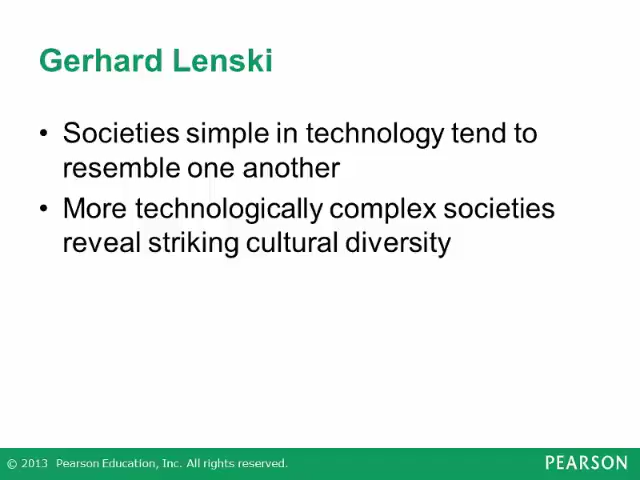 Gerhard Lenski
• Societies simple in technology tend to
resemble one another
• More technologically complex societies
reveal striking cultural diversity
© 2013 Pearson Education, Inc. All rights reserved.
PEARSON